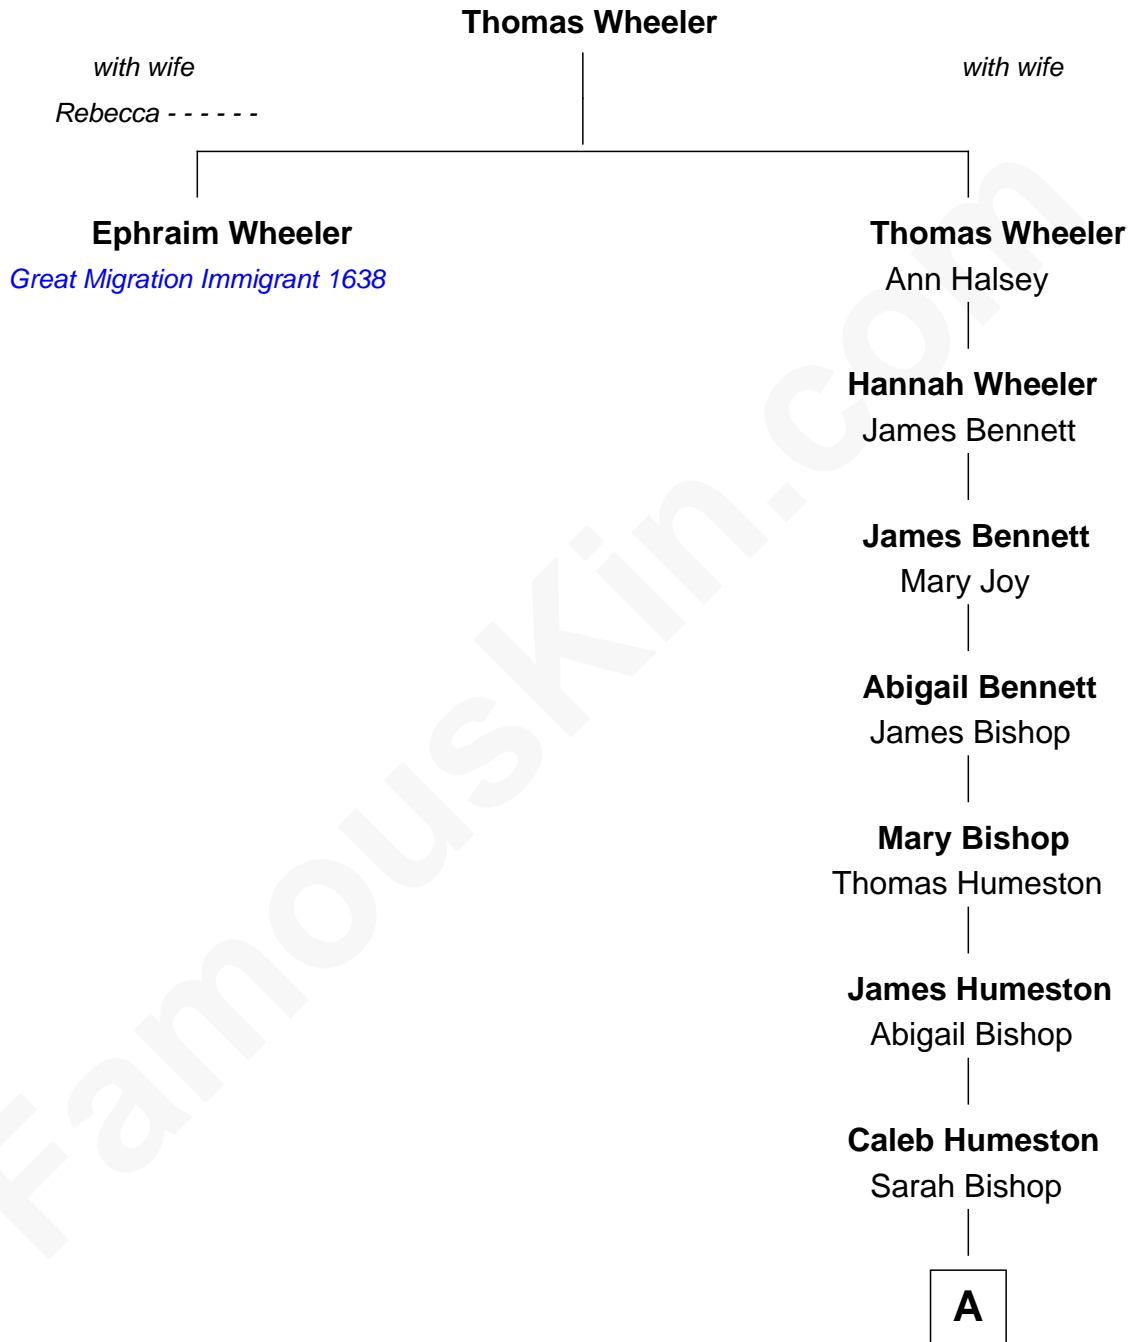 Thomas Wheeler
with wife
with wife
Rebecca - - - - - -
Ephraim Wheeler
Thomas Wheeler
Great Migration Immigrant 1638
Ann Halsey
Hannah Wheeler
James Bennett
James Bennett
Mary Joy
Abigail Bennett
James Bishop
Mary Bishop
Thomas Humeston
James Humeston
Abigail Bishop
Caleb Humeston
Sarah Bishop
A
FamousKin.com